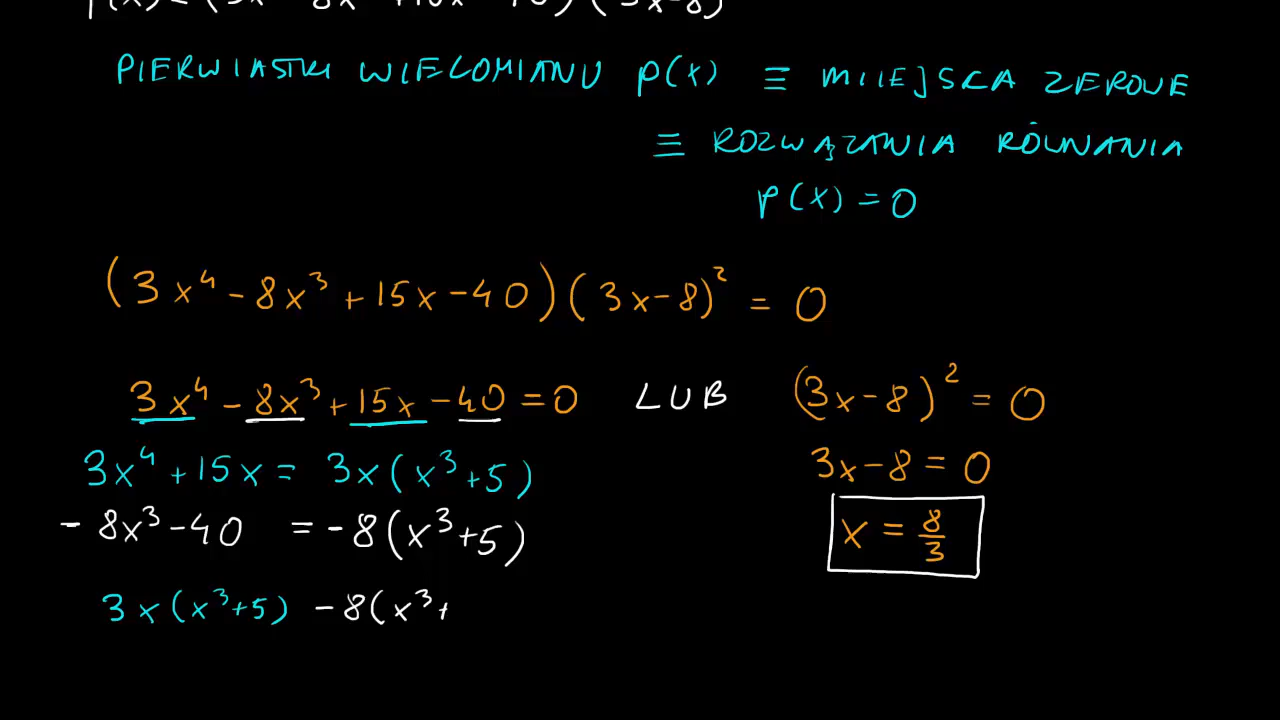 PIERWIASTKI WIELOMIANU P(X) ≡ MIEJSCA ZEROWE
≡ ROZWĄZANIA RÓWNANIA
P(X) = 0
(3x⁴ - 8x³ + 15x - 40)(3x - 8)² = 0
3x⁴ - 8x³ + 15x - 40 = 0 LUB (3x - 8)² = 0
3x⁴ + 15x = 3x(x³ + 5) 3x - 8 = 0
- 8x³ - 40 = -8(x³ + 5) x = 8/3
3x(x³ + 5) - 8(x³ +